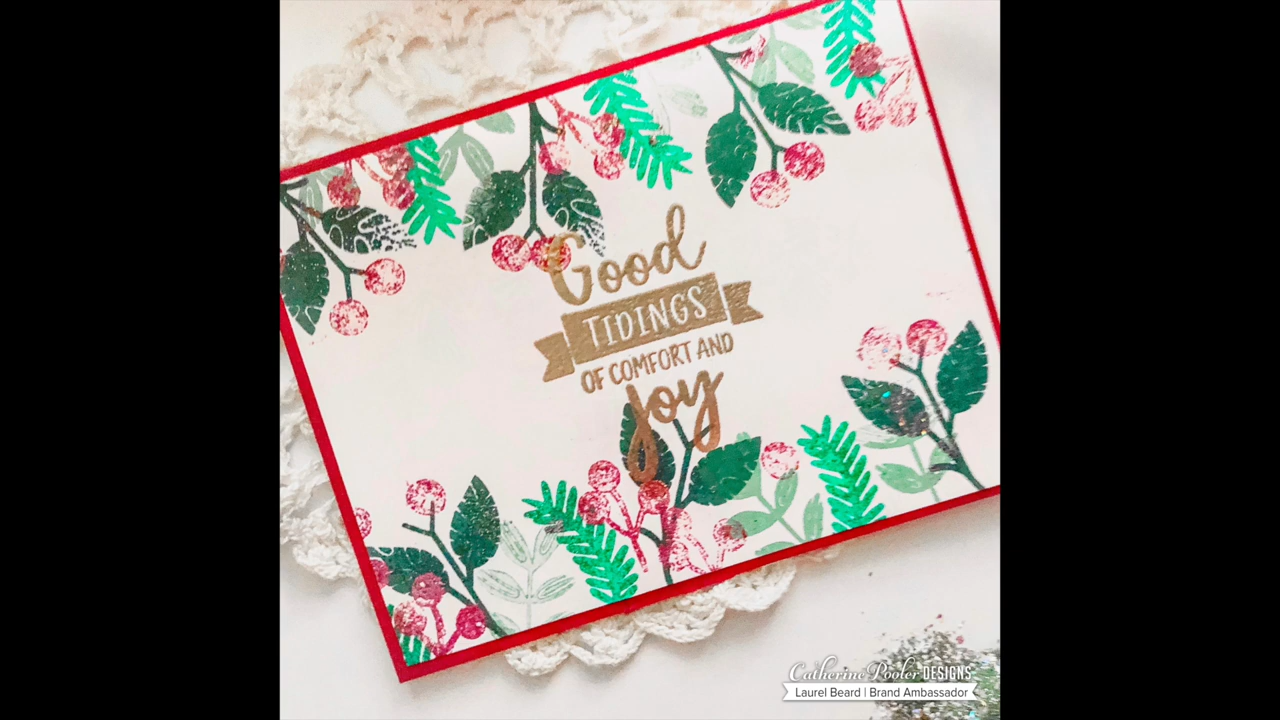 Good
TIDINGS
OF COMFORT AND
Joy
Catherine Pooler DESIGNS
Laurel Beard | Brand Ambassador